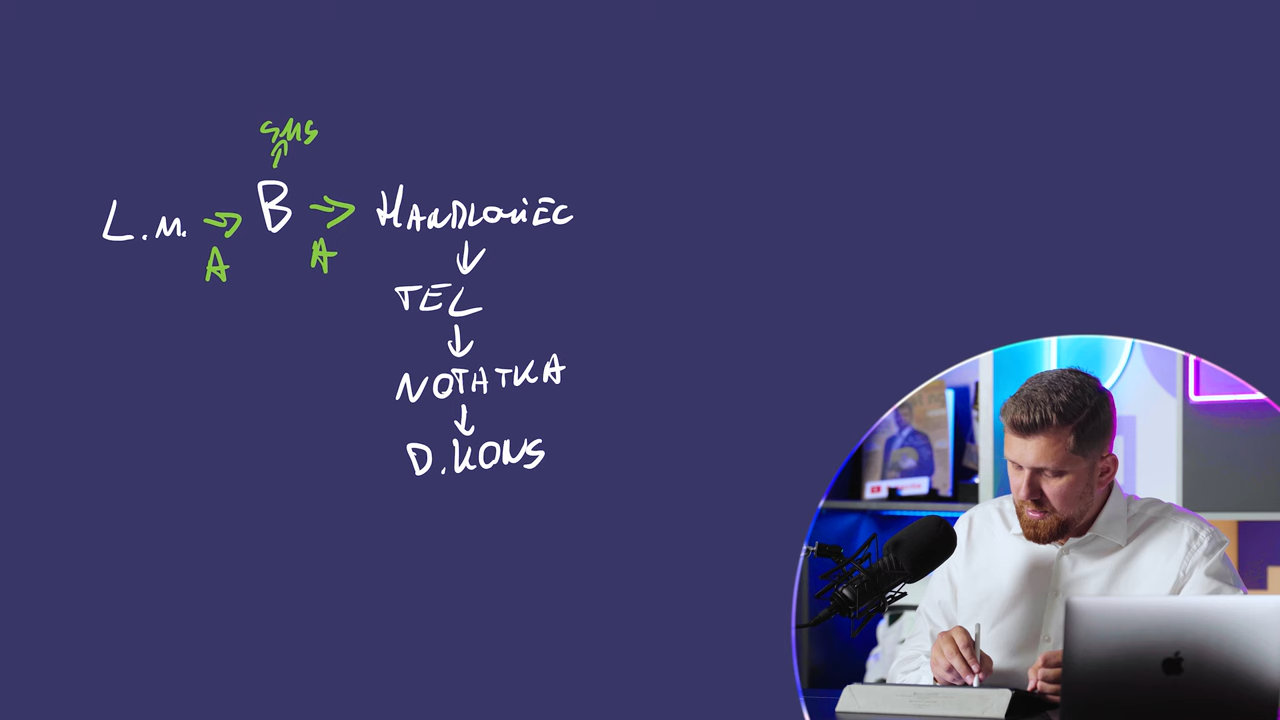 SMS
L.M. → B → HANDLOWIEC
A A
↓
TEL
↓
NOTATKA
↓
D.KONS